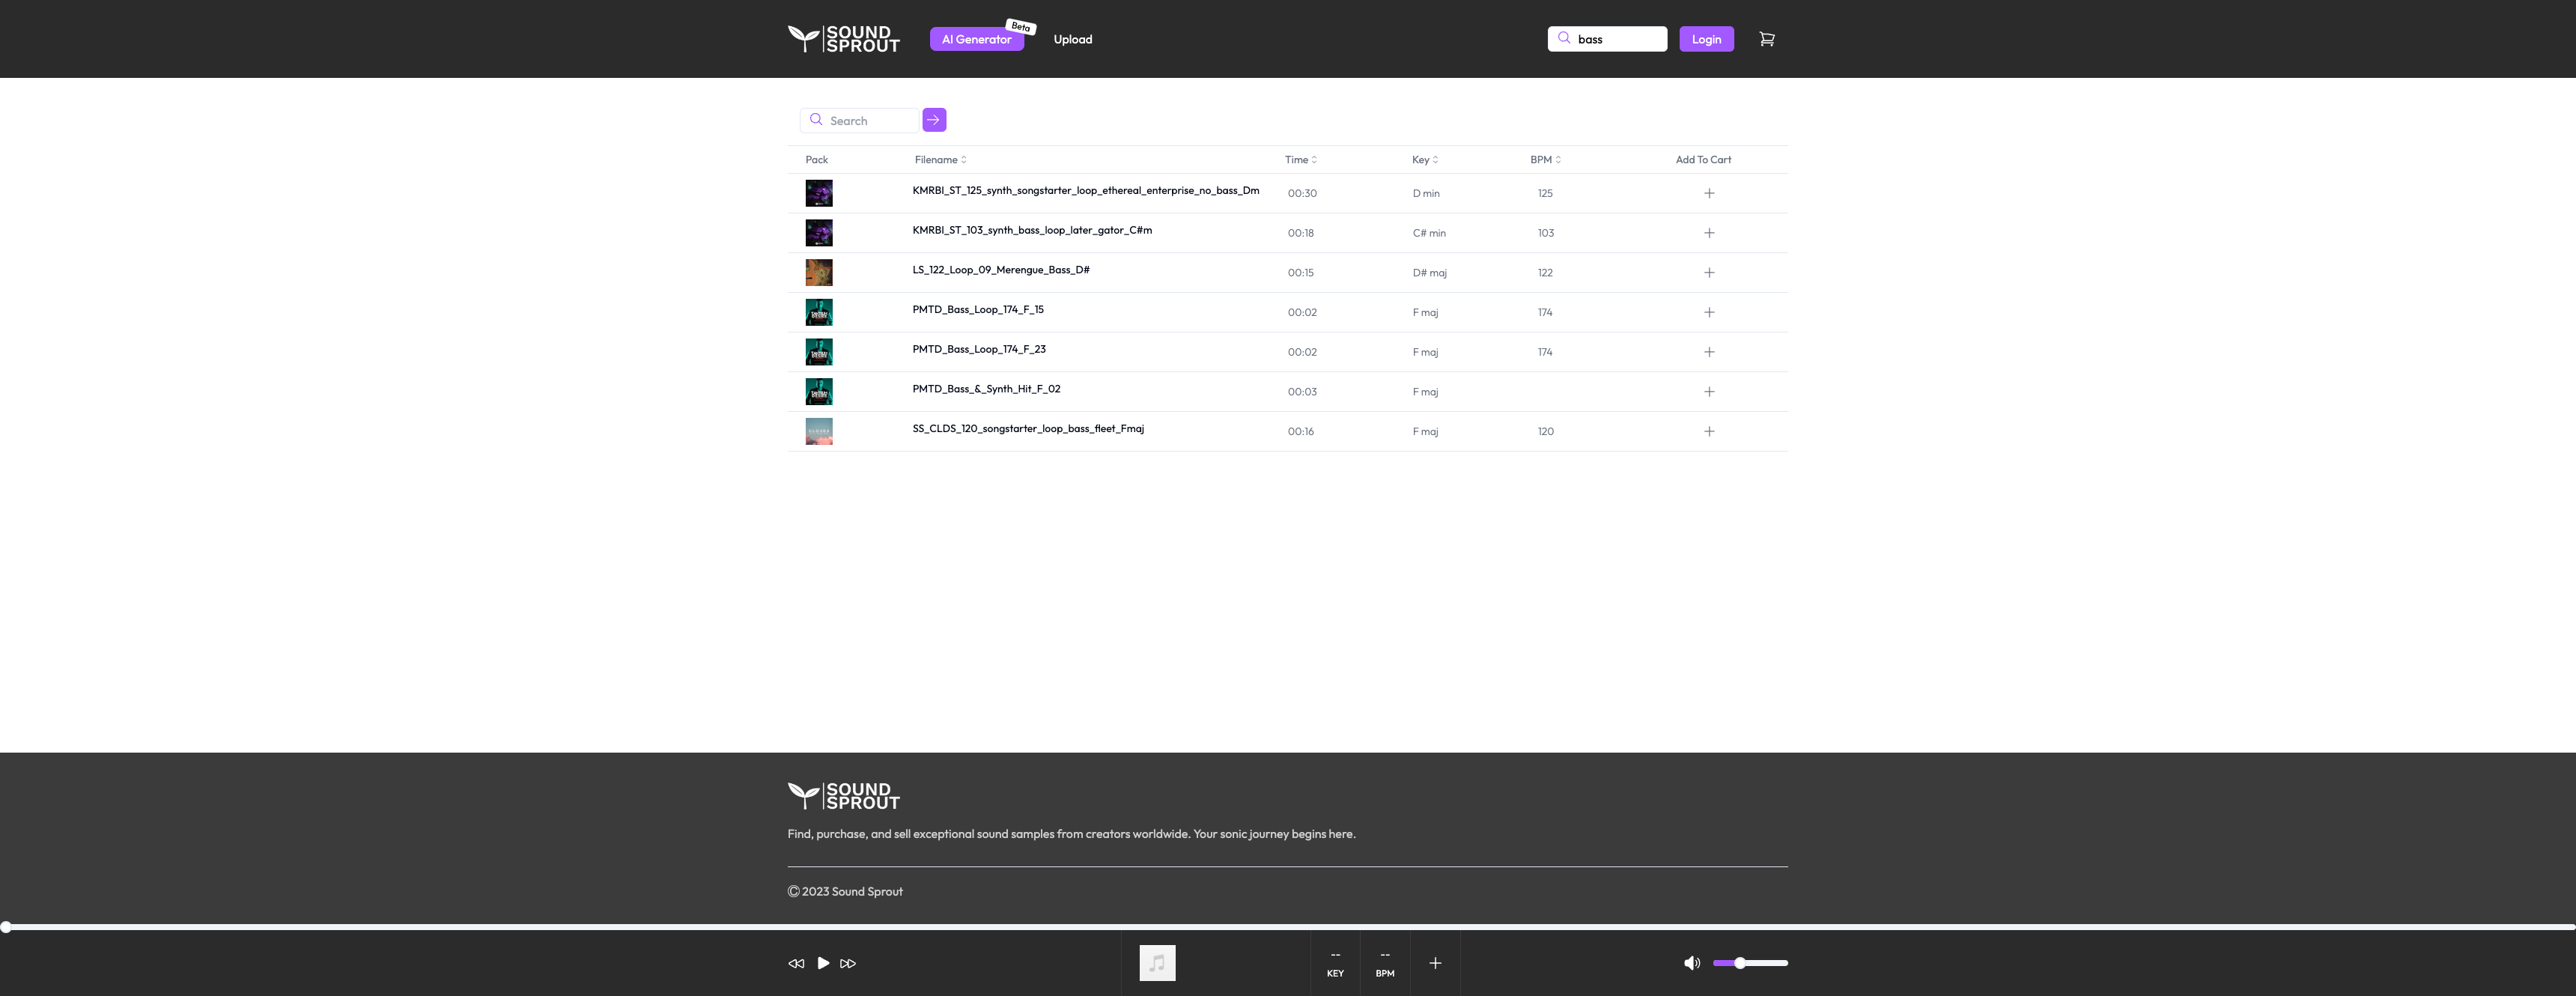 SOUND
SPROUT
AI Generator
Beta
Upload
bass
Login
Search
Pack Filename Time Key BPM Add To Cart
KMRBI_ST_125_synth_songstarter_loop_ethereal_enterprise_no_bass_Dm 00:30 D min 125
KMRBI_ST_103_synth_bass_loop_later_gator_C#m 00:18 C# min 103
LS_122_Loop_09_Merengue_Bass_D# 00:15 D# maj 122
PMTD_Bass_Loop_174_F_15 00:02 F maj 174
PMTD_Bass_Loop_174_F_23 00:02 F maj 174
PMTD_Bass_&_Synth_Hit_F_02 00:03 F maj
SS_CLDS_120_songstarter_loop_bass_fleet_Fmaj 00:16 F maj 120
SOUND
SPROUT
Find, purchase, and sell exceptional sound samples from creators worldwide. Your sonic journey begins here.
© 2023 Sound Sprout
-- --
KEY BPM